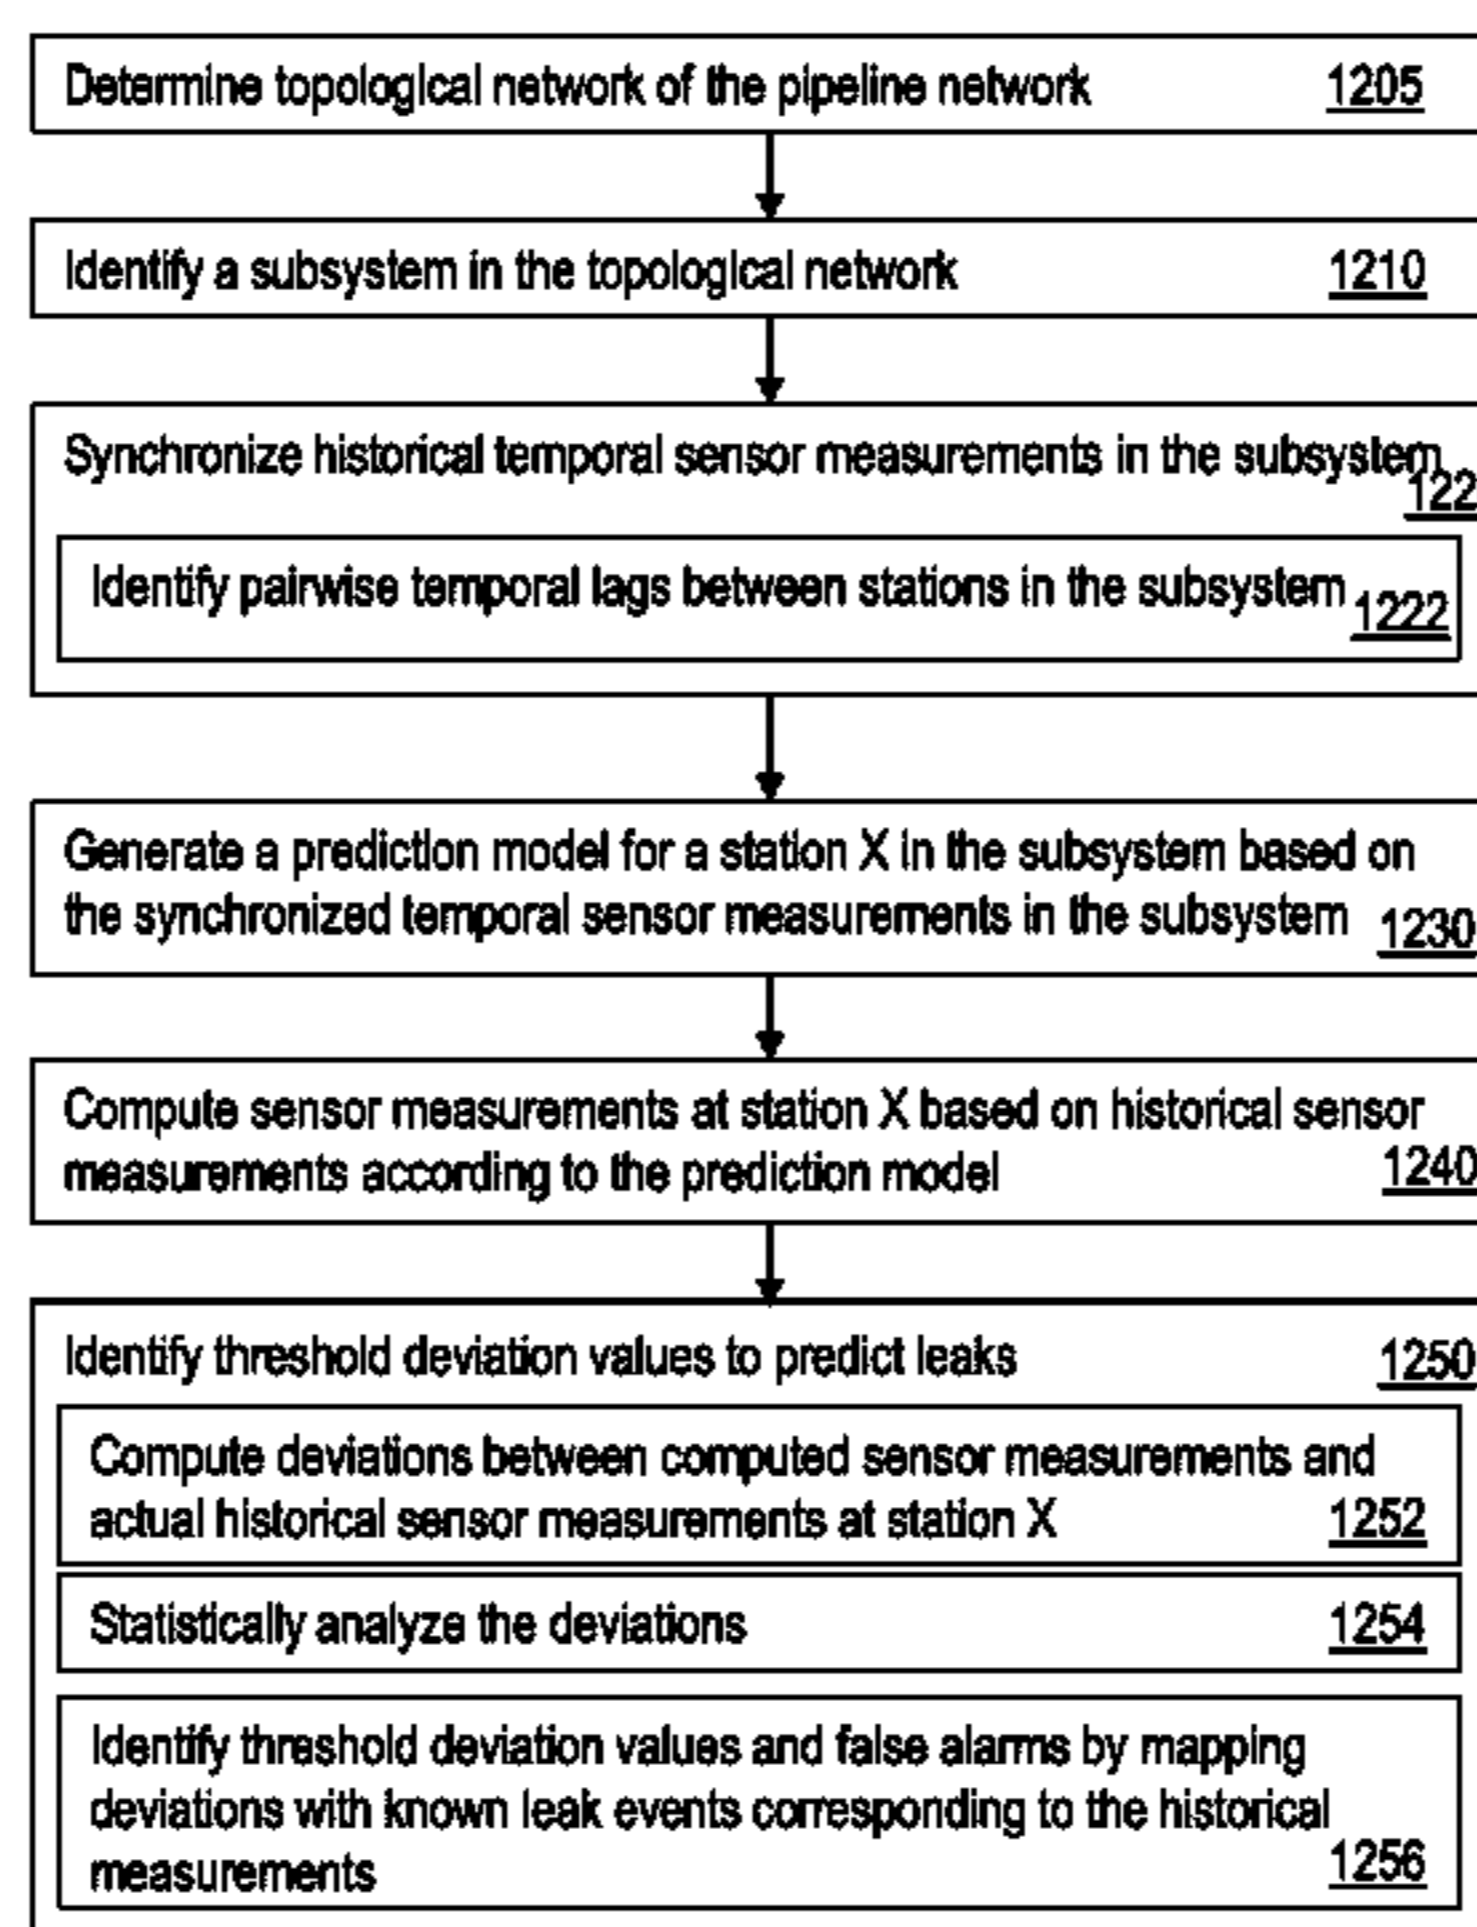 Determine topological network of the pipeline network 1205
Identify a subsystem in the topological network 1210
Synchronize historical temporal sensor measurements in the subsystem
122
Identify pairwise temporal lags between stations in the subsystem 1222
Generate a prediction model for a station X in the subsystem based on
the synchronized temporal sensor measurements in the subsystem 1230
Compute sensor measurements at station X based on historical sensor
measurements according to the prediction model 1240
Identify threshold deviation values to predict leaks 1250
Compute deviations between computed sensor measurements and
actual historical sensor measurements at station X 1252
Statistically analyze the deviations 1254
Identify threshold deviation values and false alarms by mapping
deviations with known leak events corresponding to the historical
measurements 1256